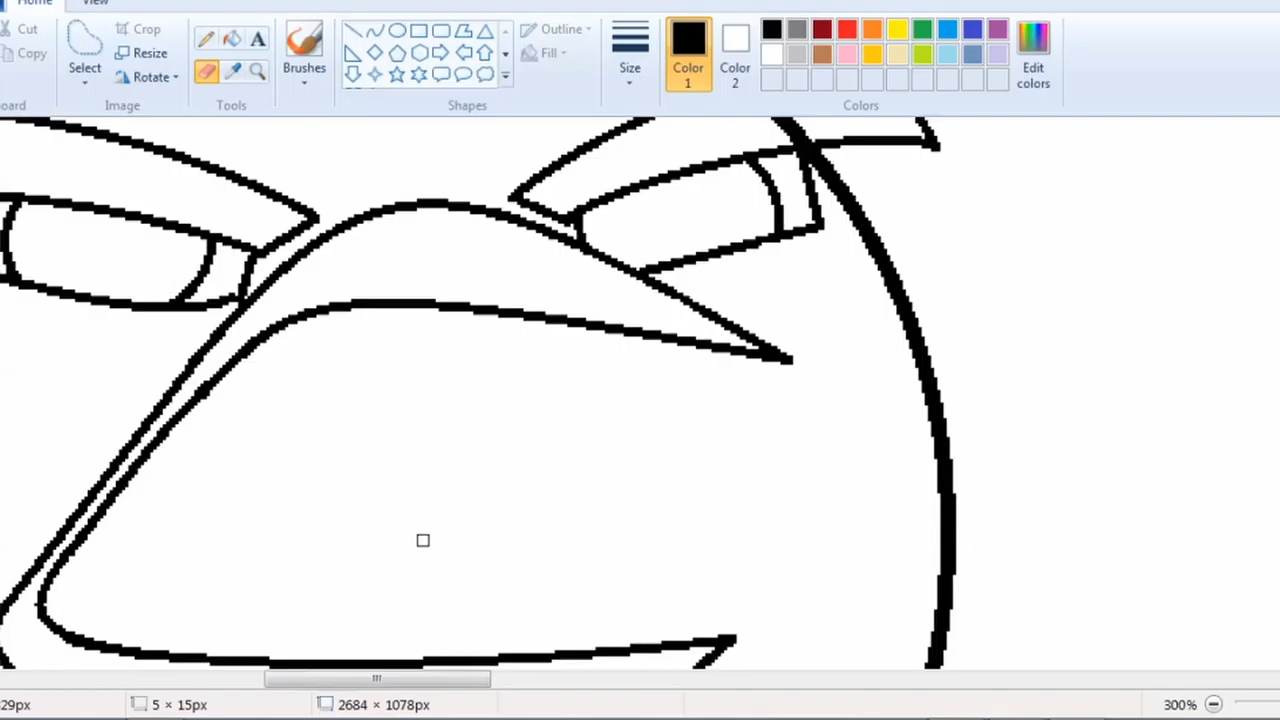 Home View
Cut
Copy
oard
Select
Crop
Resize
Rotate
Image
A
Tools
Brushes
Outline
Fill
Shapes
Size
Color 1
Color 2
Edit colors
Colors
29px
5 × 15px
2684 × 1078px
300%